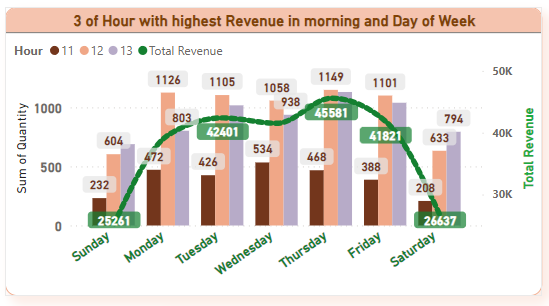 3 of Hour with highest Revenue in morning and Day of Week
Hour 11 12 13 Total Revenue
Sum of Quantity
1000
500
0
50K
40K
30K
Total Revenue
232
604
25261
472
1126
803
426
1105
42401
534
1058
938
468
1149
45581
388
1101
41821
208
633
794
26637
Sunday
Monday
Tuesday
Wednesday
Thursday
Friday
Saturday